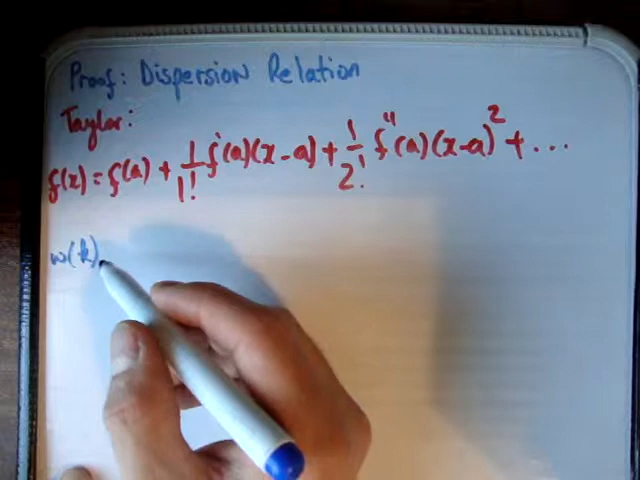 Proof: Dispersion Relation
Taylor:
f(x) = f(a) + 1/1! f'(a)(x-a) + 1/2! f"(a)(x-a)² + ...
w(k)